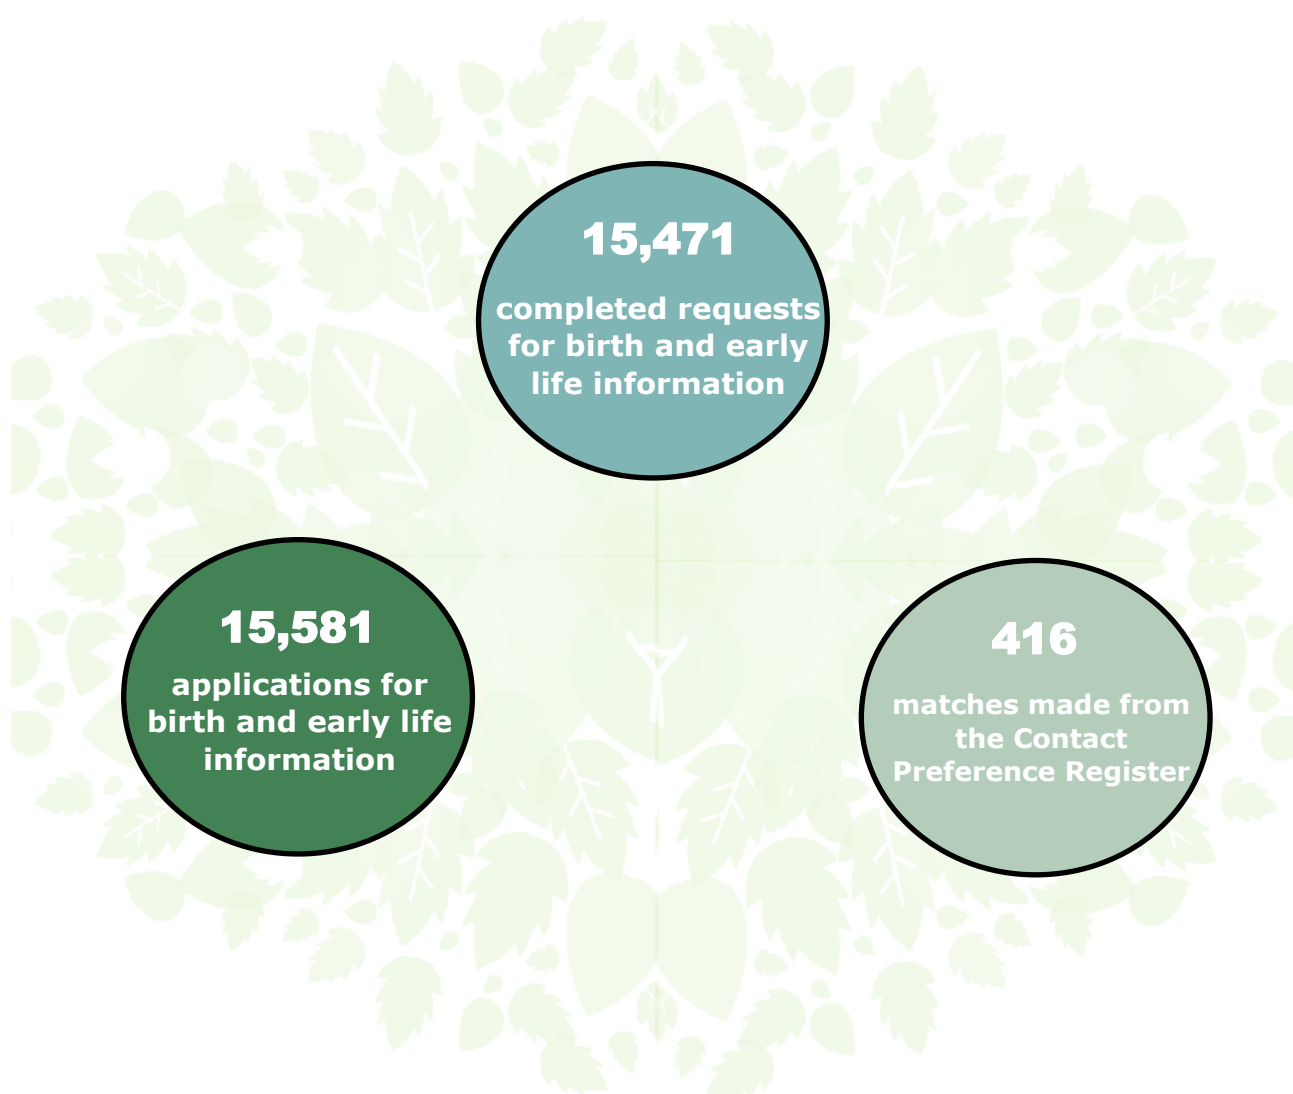 15,471
completed requests
for birth and early
life information
15,581
applications for
birth and early life
information
416
matches made from
the Contact
Preference Register